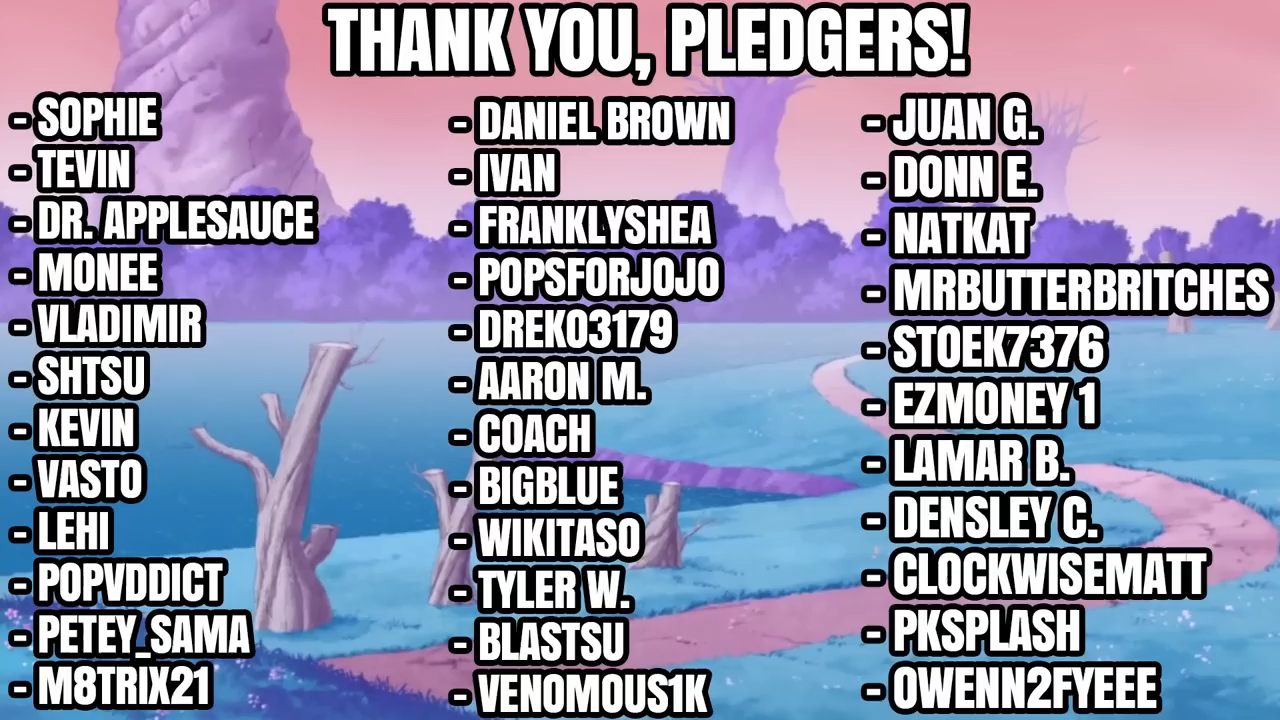 THANK YOU, PLEDGERS!
- SOPHIE
- TEVIN
- DR. APPLESAUCE
- MONEE
- VLADIMIR
- SHTSU
- KEVIN
- VASTO
- LEHI
- POPVDDICT
- PETEY_SAMA
- M8TRIX21
- DANIEL BROWN
- IVAN
- FRANKLYSHEA
- POPSFORJOJO
- DREKO3179
- AARON M.
- COACH
- BIGBLUE
- WIKITASO
- TYLER W.
- BLASTSU
- VENOMOUS1K
- JUAN G.
- DONN E.
- NATKAT
- MRBUTTERBRITCHES
- STOEK7376
- EZMONEY 1
- LAMAR B.
- DENSLEY C.
- CLOCKWISEMATT
- PKSPLASH
- OWENN2FYEEE